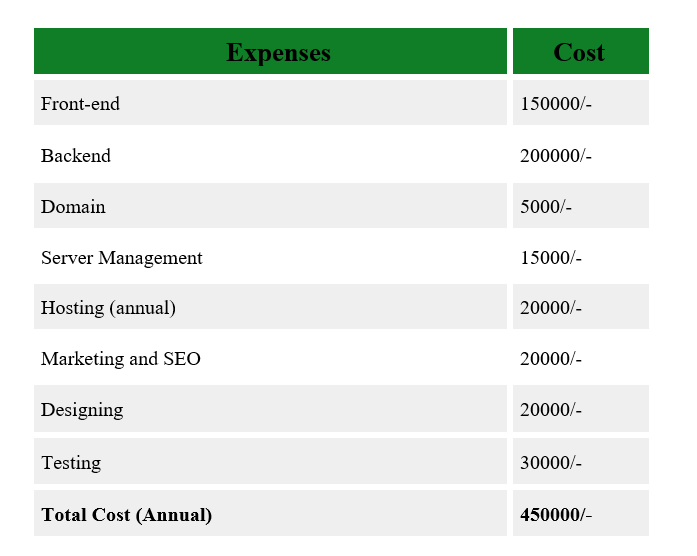 Expenses Cost
Front-end 150000/-
Backend 200000/-
Domain 5000/-
Server Management 15000/-
Hosting (annual) 20000/-
Marketing and SEO 20000/-
Designing 20000/-
Testing 30000/-
Total Cost (Annual) 450000/-